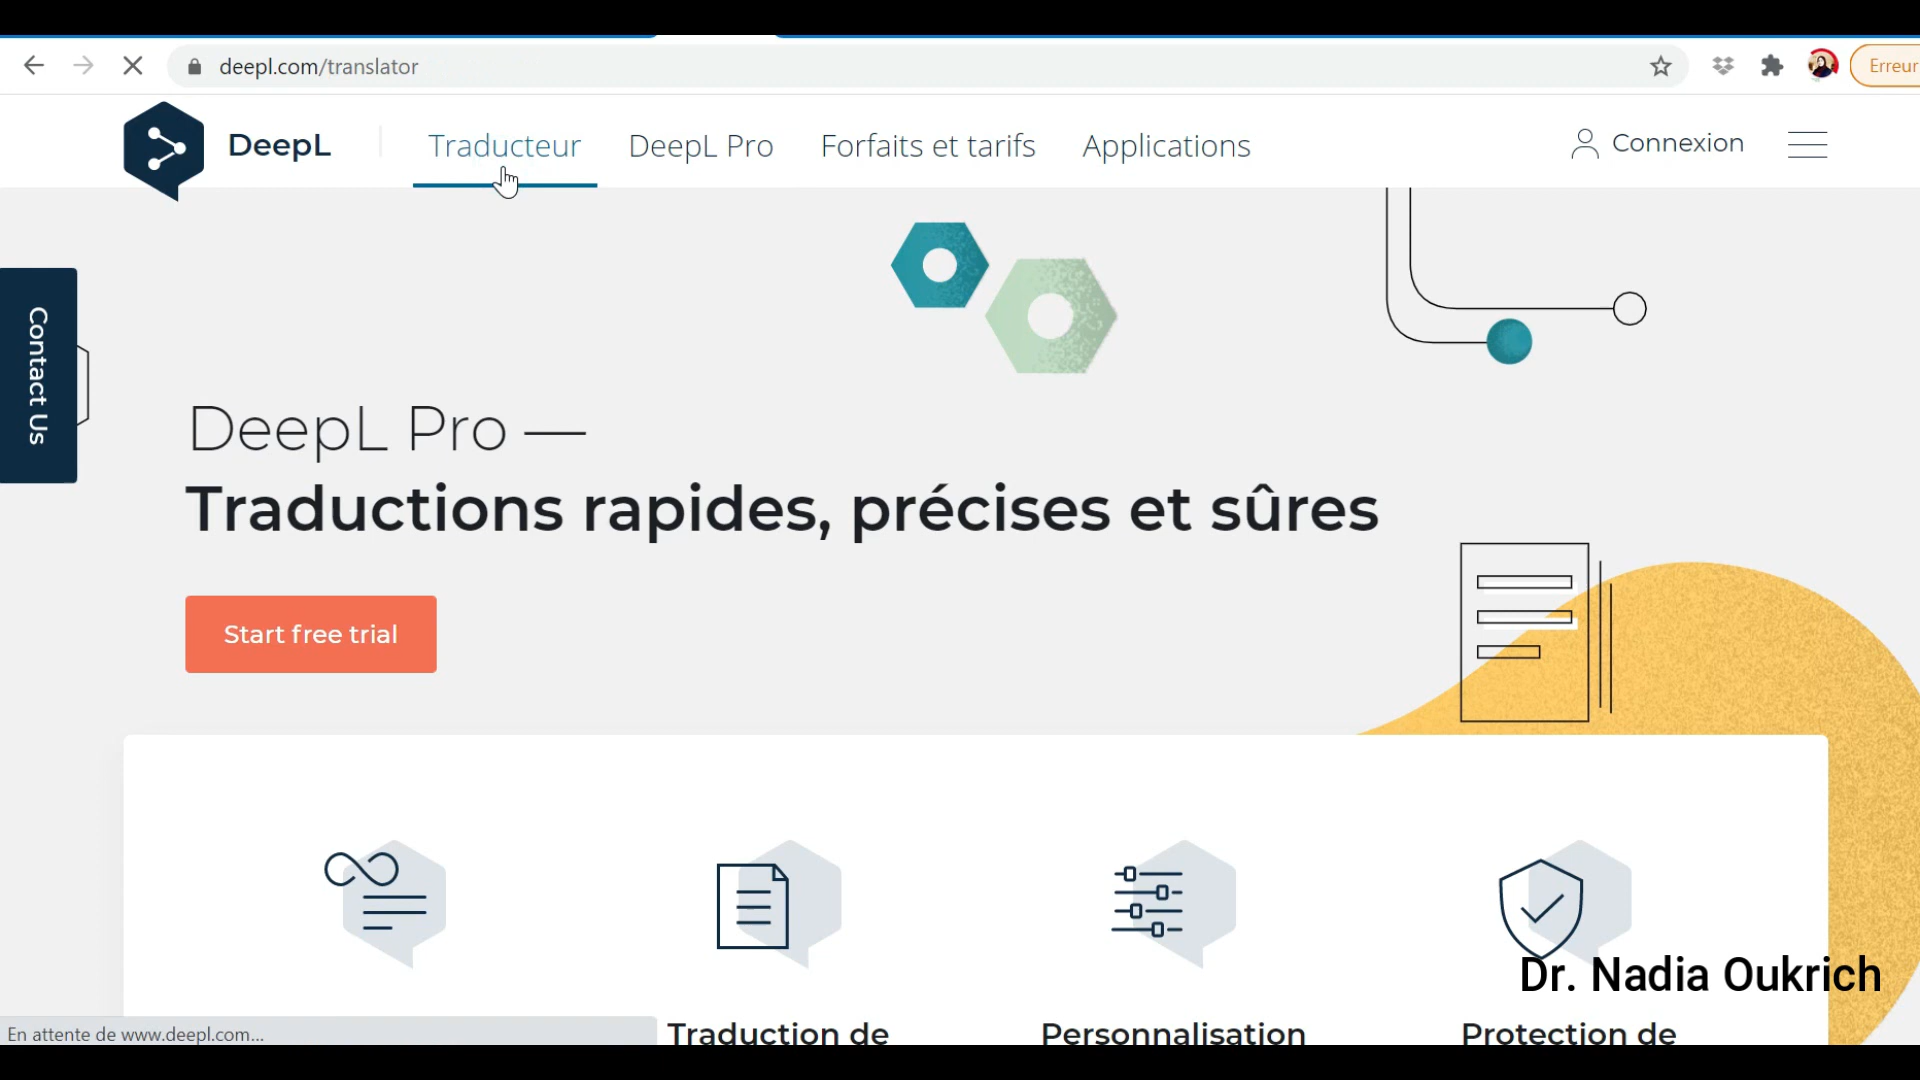 deepl.com/translator
Erreur
DeepL
Traducteur
DeepL Pro
Forfaits et tarifs
Applications
Connexion
Contact Us
DeepL Pro —
Traductions rapides, précises et sûres
Start free trial
Dr. Nadia Oukrich
En attente de www.deepl.com...
Traduction de
Personnalisation
Protection de